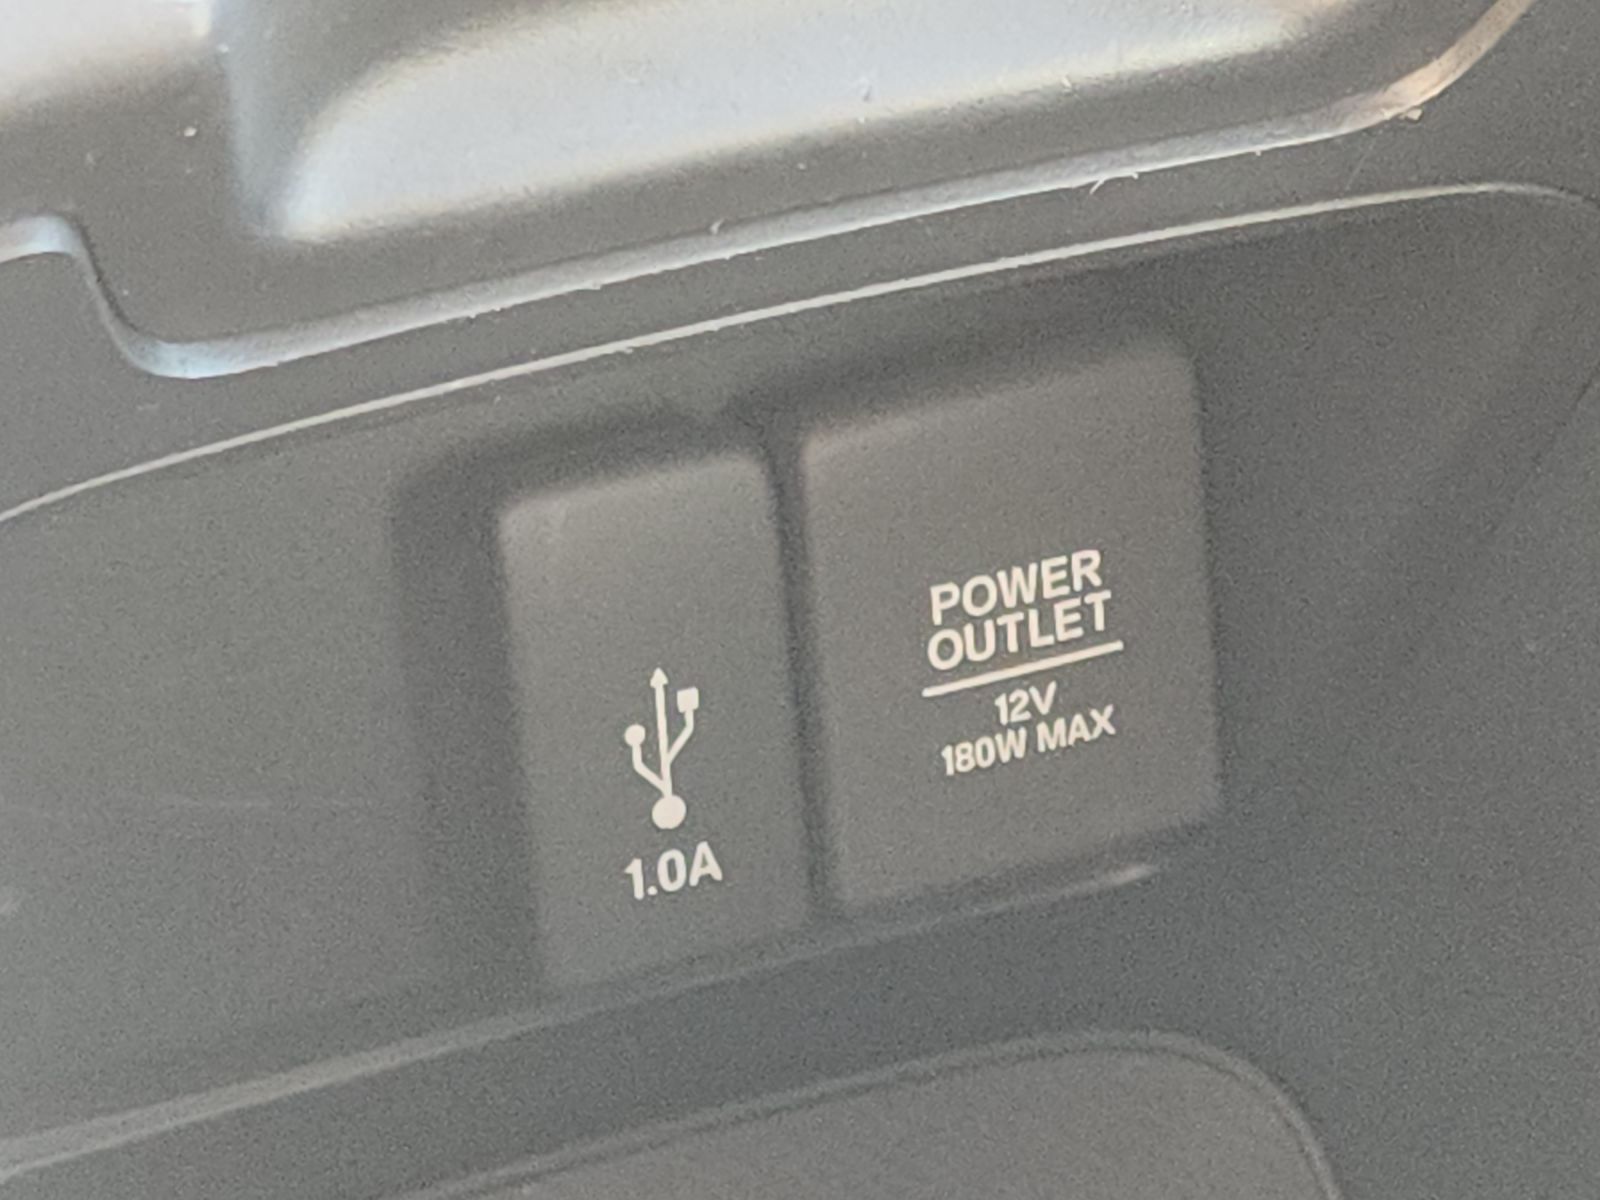 1.0A
POWER
OUTLET
12V
180W MAX